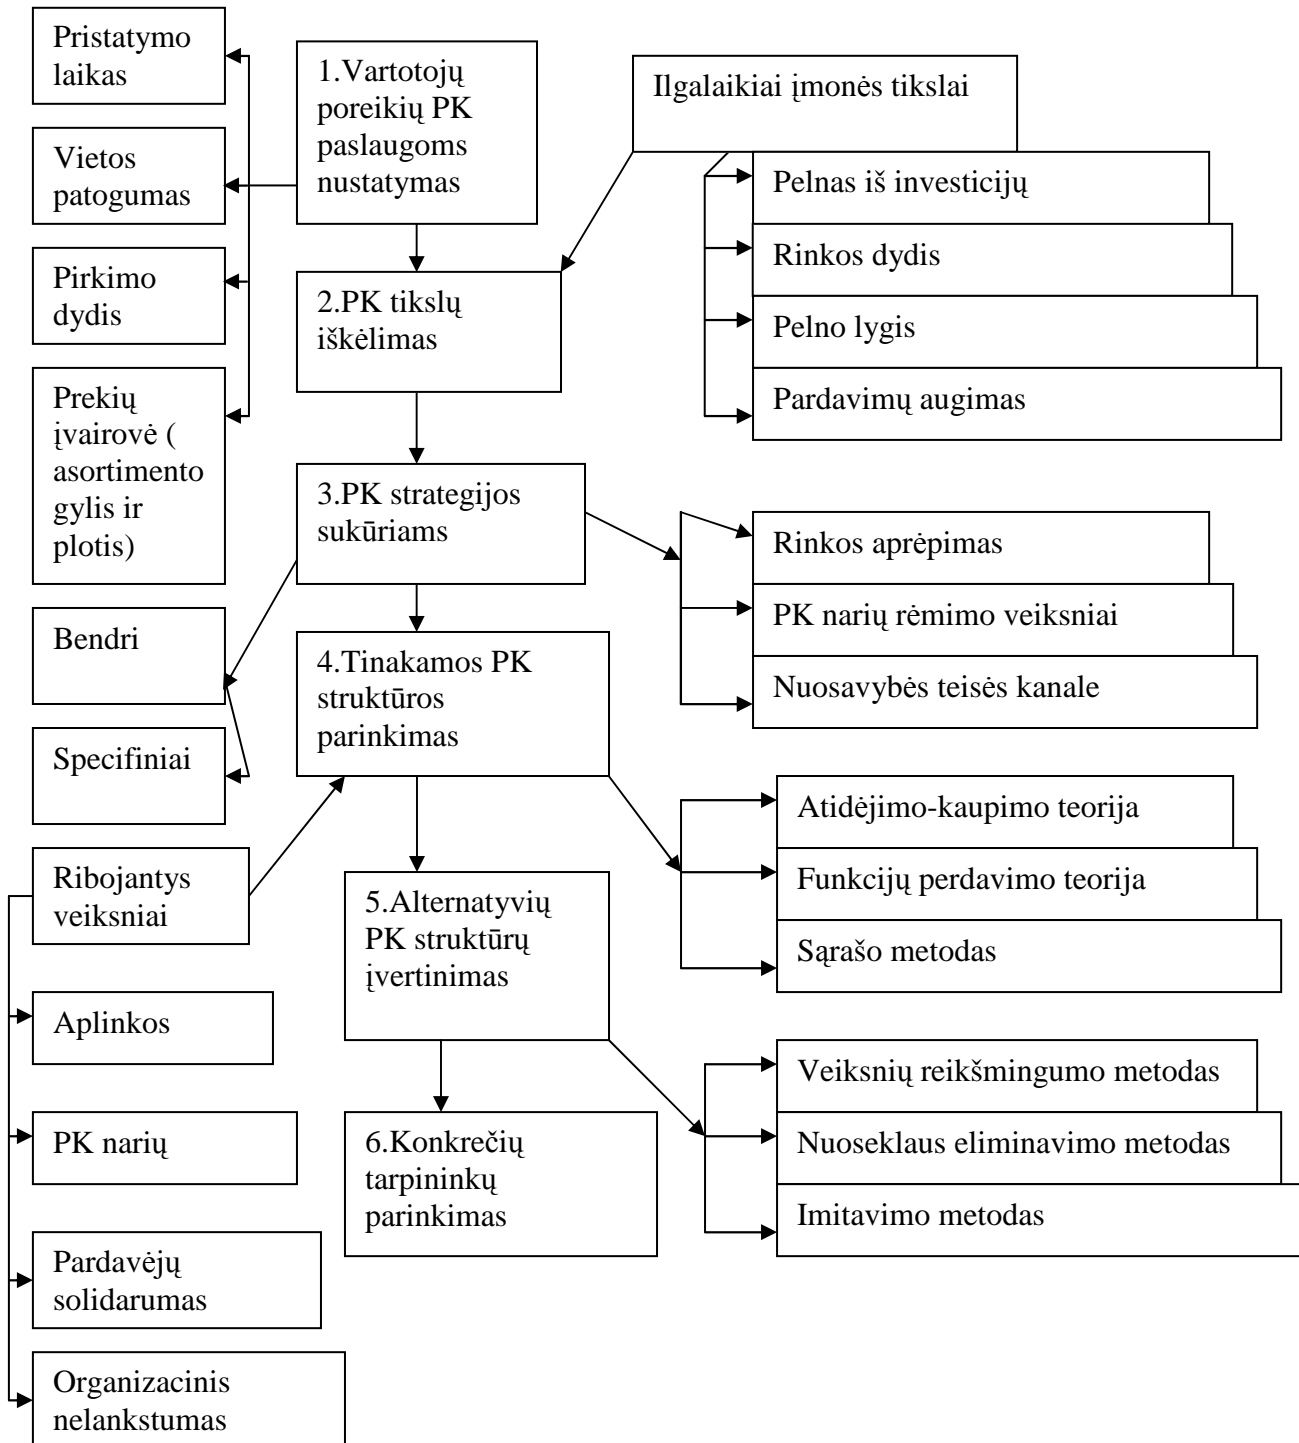 Pristatymo
laikas
1.Vartotojų
poreikių PK
paslaugoms
nustatymas
Ilgalaikiai įmonės tikslai
Vietos
patogumas
Pelnas iš investicijų
Rinkos dydis
Pirkimo
dydis
2.PK tikslų
iškėlimas
Pelno lygis
Pardavimų augimas
Prekių
įvairovė (
asortimento
gylis ir
plotis)
3.PK strategijos
sukūriams
Rinkos aprėpimas
PK narių rėmimo veiksniai
Nuosavybės teisės kanale
Bendri
4.Tinakamos PK
struktūros
parinkimas
Specifiniai
Atidėjimo-kaupimo teorija
Funkcijų perdavimo teorija
Sąrašo metodas
Ribojantys
veiksniai
5.Alternatyvių
PK struktūrų
įvertinimas
Aplinkos
Veiksnių reikšmingumo metodas
Nuoseklaus eliminavimo metodas
Imitavimo metodas
PK narių
6.Konkrečių
tarpininkų
parinkimas
Pardavėjų
solidarumas
Organizacinis
nelankstumas